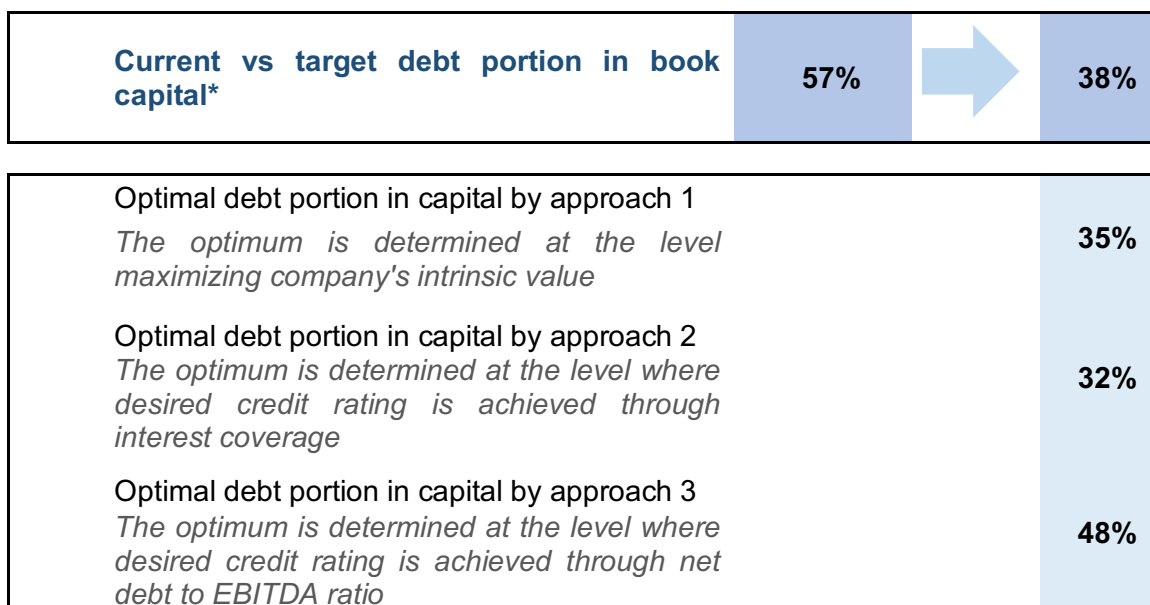 Current vs target debt portion in book
capital*
57%
38%
Optimal debt portion in capital by approach 1
The optimum is determined at the level
maximizing company's intrinsic value
35%
Optimal debt portion in capital by approach 2
The optimum is determined at the level where
desired credit rating is achieved through
interest coverage
32%
Optimal debt portion in capital by approach 3
The optimum is determined at the level where
desired credit rating is achieved through net
debt to EBITDA ratio
48%